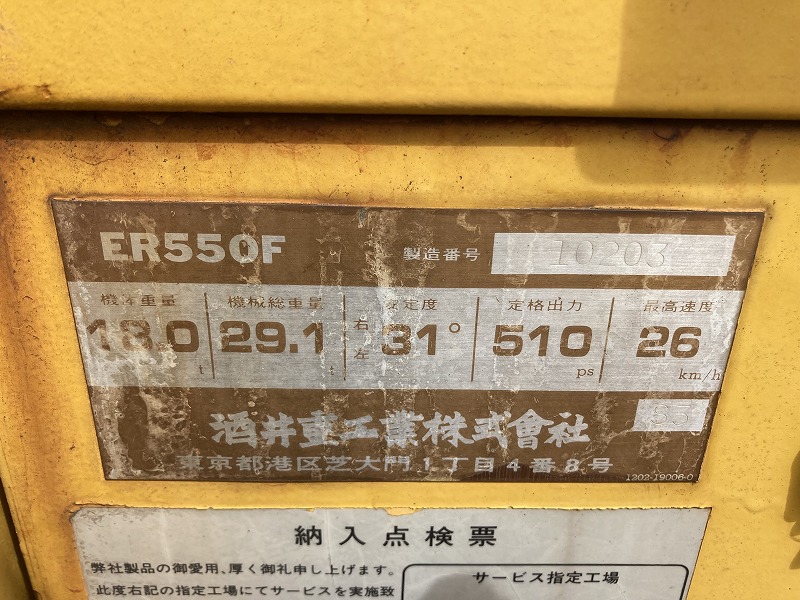 ER550F 製造番号 10203
機体重量 機械総重量 安定度 定格出力 最高速度
18.0 t 29.1 t 右左 31° 510 ps 26 km/h
S5
酒井重工業株式會社
東京都港区芝大門1丁目4番8号
1202-19006-0
納入点検票
弊社製品の御愛用、厚く御礼申し上げます。
此度右記の指定工場にてサービスを実施致
サービス指定工場